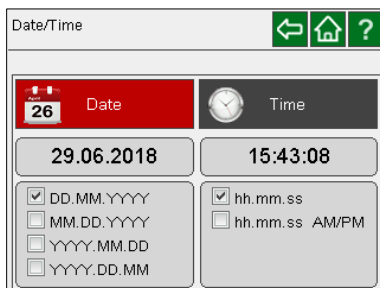 Date/Time
?
April
26
Date
Time
29.06.2018
15:43:08
DD.MM.YYYY
MM.DD.YYYY
YYYY.MM.DD
YYYY.DD.MM
hh.mm.ss
hh.mm.ss AM/PM